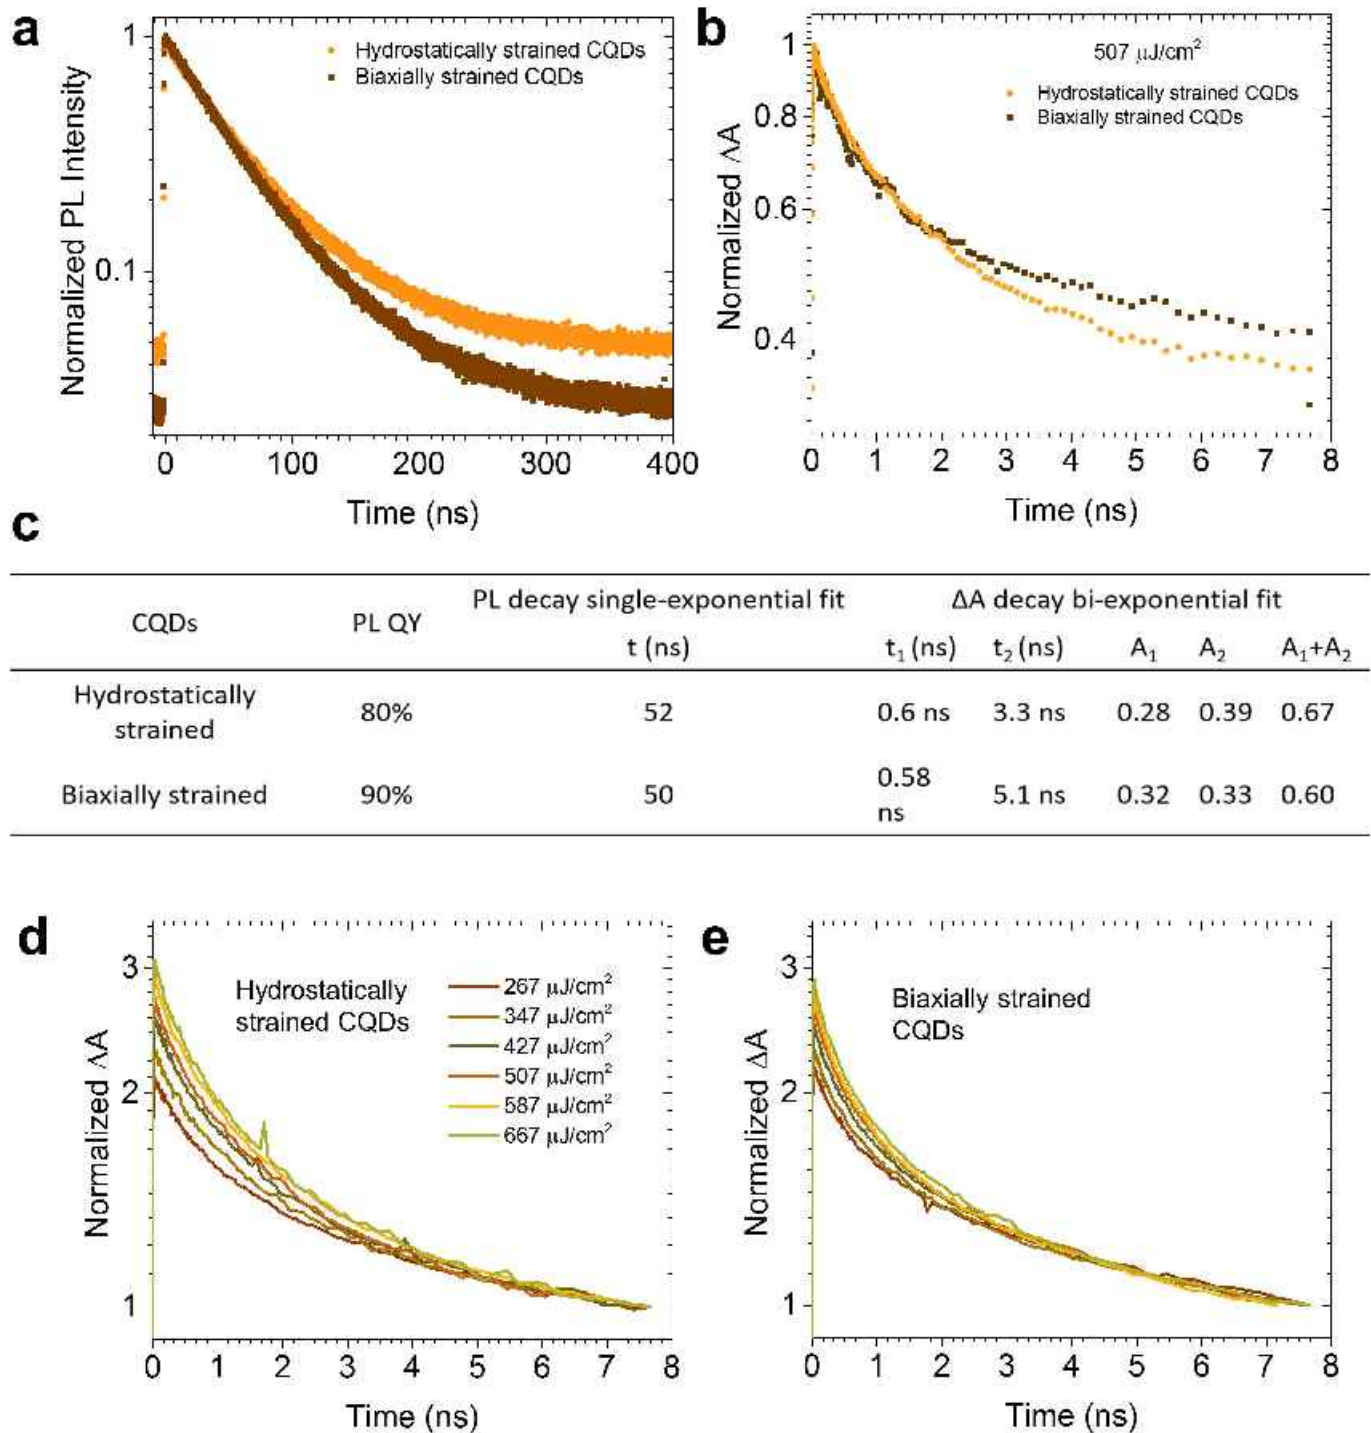 a
Normalized PL Intensity
1
0.1
Hydrostatically strained CQDs
Biaxially strained CQDs
0 100 200 300 400
Time (ns)
b
Normalized ΔA
1
0.8
0.6
0.4
507 μJ/cm²
Hydrostatically strained CQDs
Biaxially strained CQDs
0 1 2 3 4 5 6 7 8
Time (ns)
c
CQDs PL QY PL decay single-exponential fit ΔA decay bi-exponential fit
t (ns) t₁ (ns) t₂ (ns) A₁ A₂ A₁+A₂
Hydrostatically
strained 80% 52 0.6 ns 3.3 ns 0.28 0.39 0.67
Biaxially strained 90% 50 0.58
ns 5.1 ns 0.32 0.33 0.60
d
Normalized ΔA
3
2
1
Hydrostatically
strained CQDs
267 μJ/cm²
347 μJ/cm²
427 μJ/cm²
507 μJ/cm²
587 μJ/cm²
667 μJ/cm²
0 1 2 3 4 5 6 7 8
Time (ns)
e
Normalized ΔA
3
2
1
Biaxially strained
CQDs
0 1 2 3 4 5 6 7 8
Time (ns)